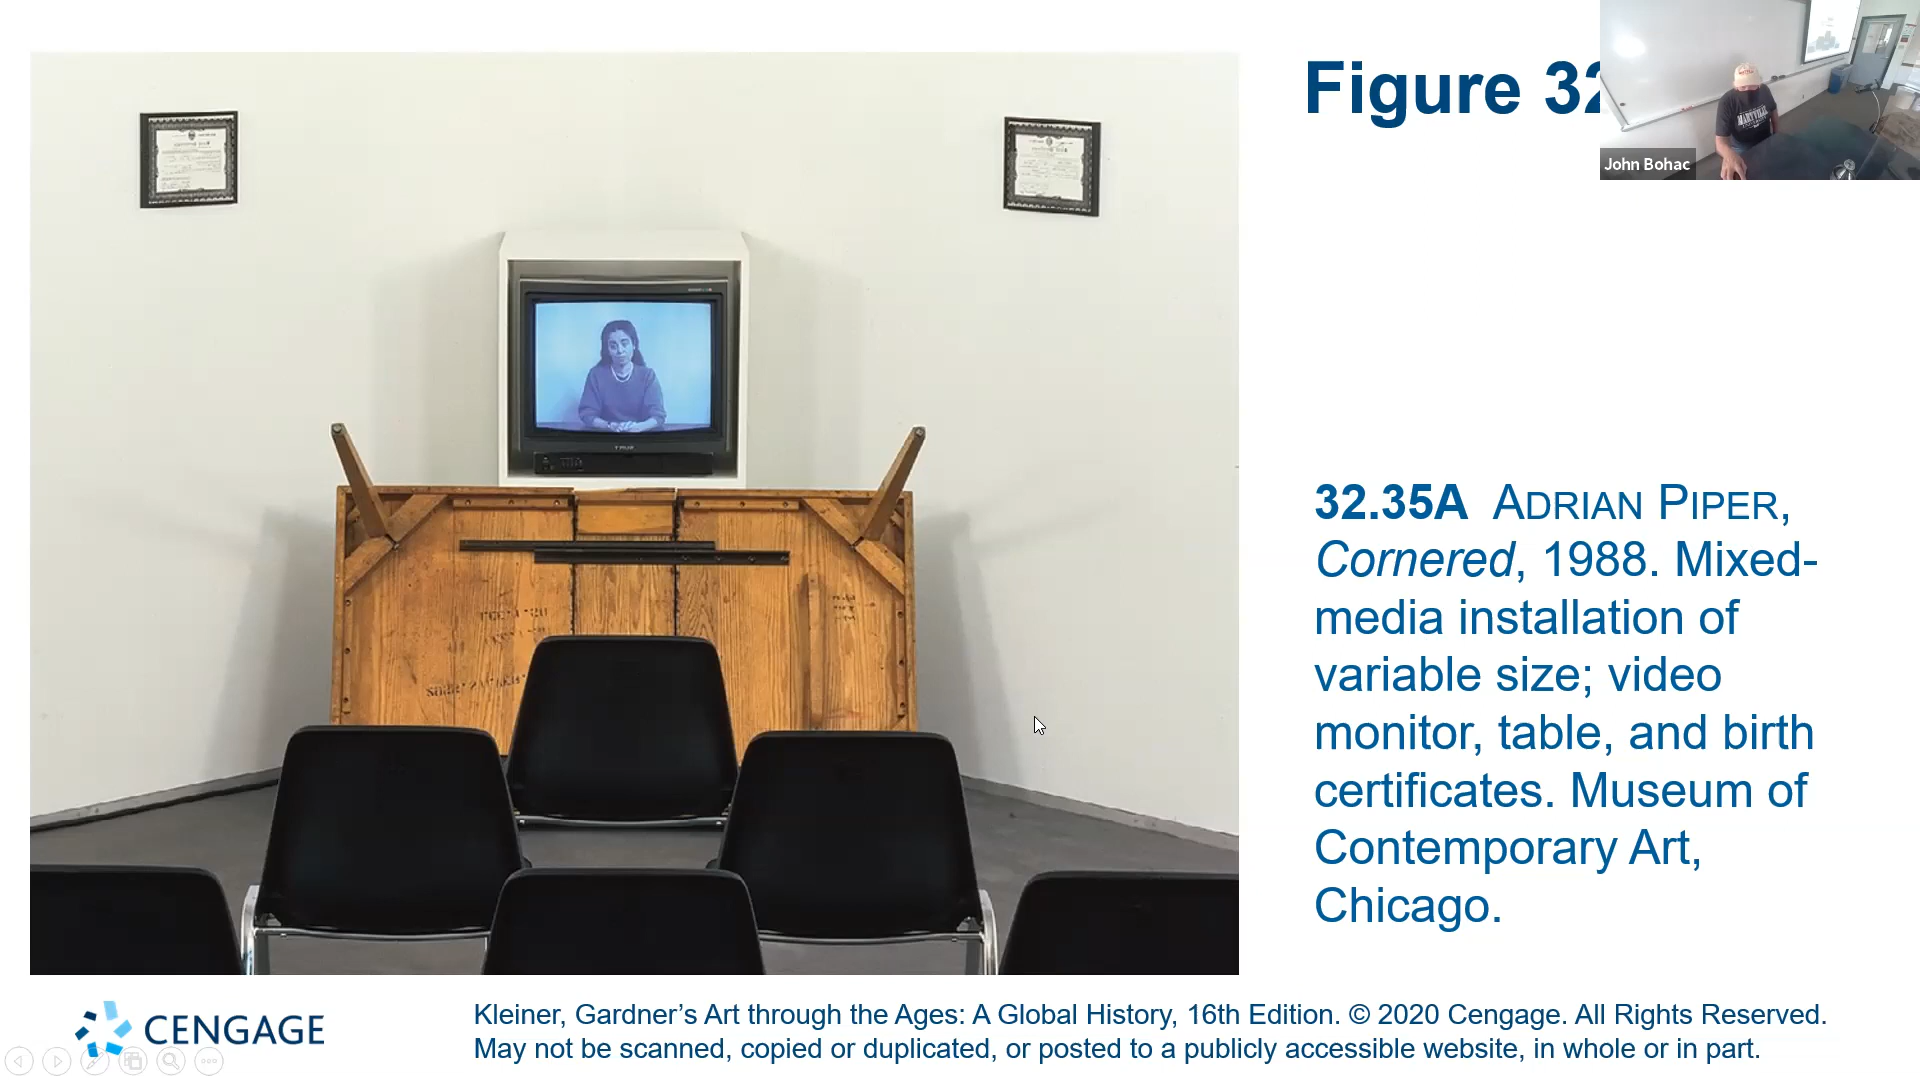 Figure 32
John Bohac
MARYVILLE
32.35A ADRIAN PIPER,
Cornered, 1988. Mixed-
media installation of
variable size; video
monitor, table, and birth
certificates. Museum of
Contemporary Art,
Chicago.
CENGAGE
Kleiner, Gardner’s Art through the Ages: A Global History, 16th Edition. © 2020 Cengage. All Rights Reserved.
May not be scanned, copied or duplicated, or posted to a publicly accessible website, in whole or in part.